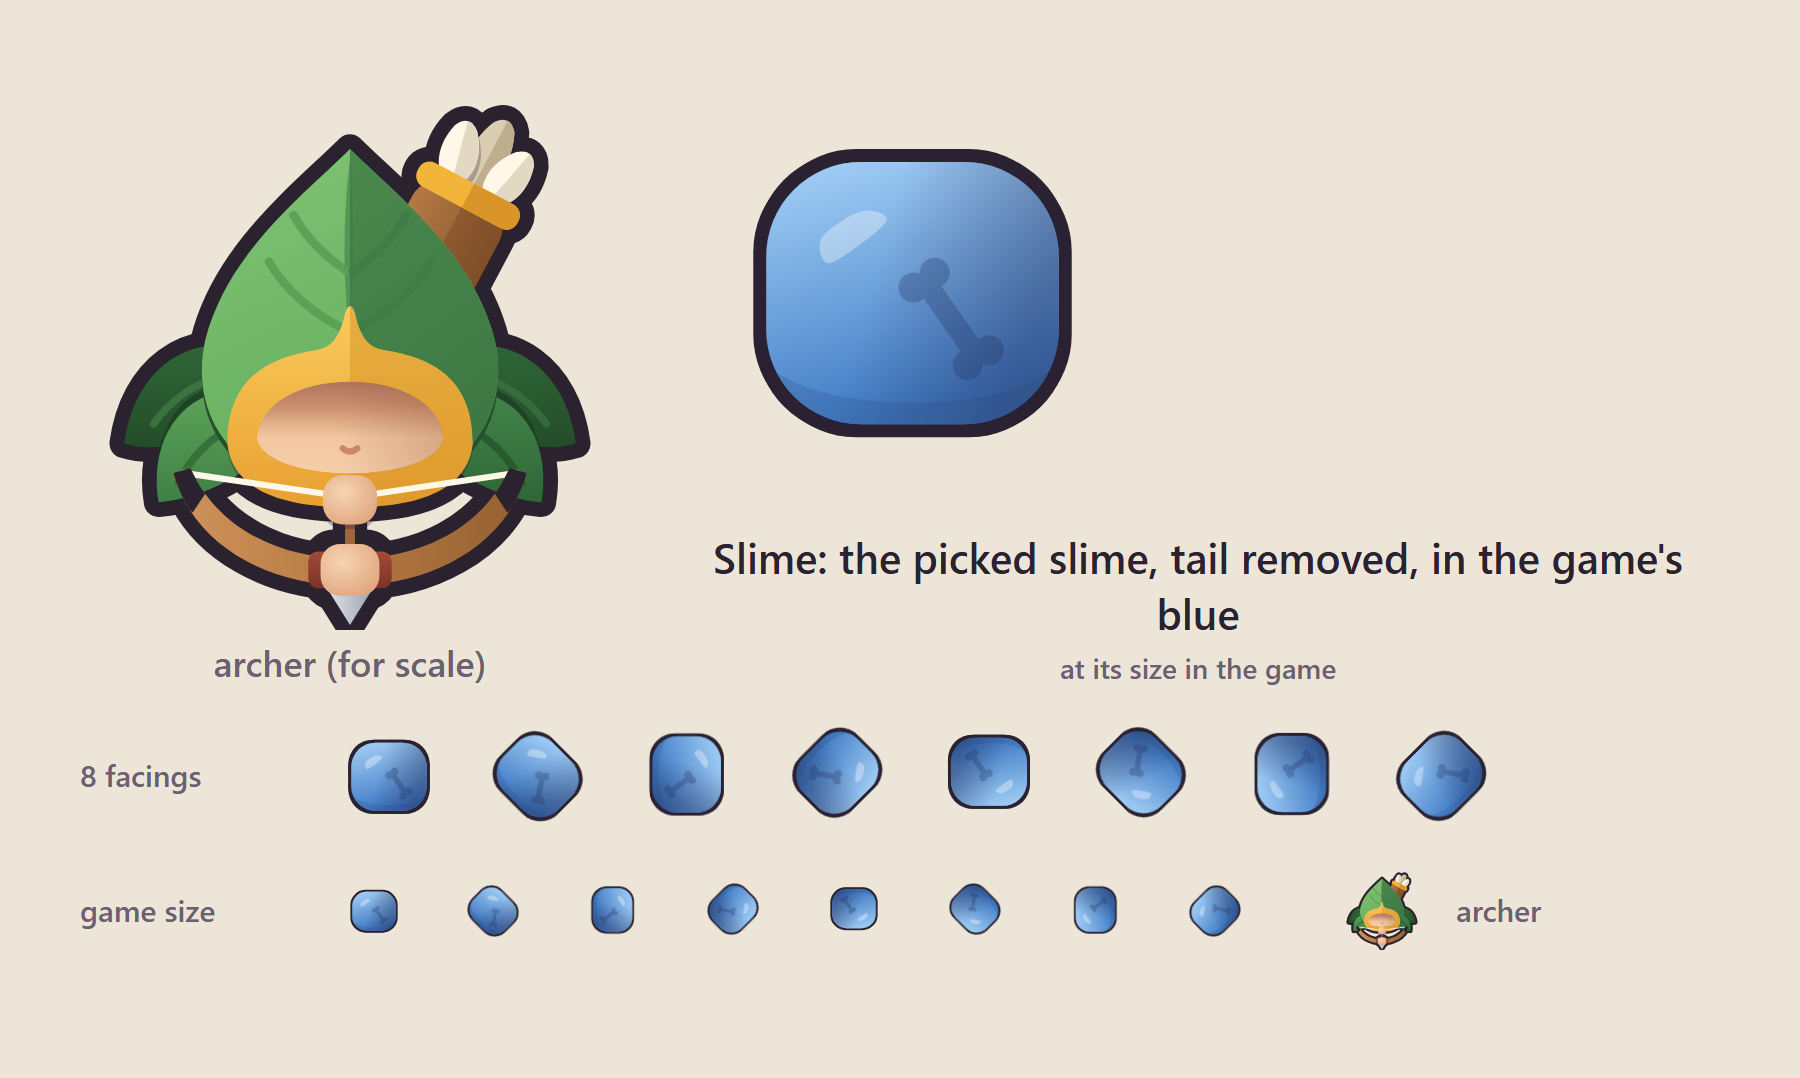 Slime: the picked slime, tail removed, in the game's
blue
archer (for scale)
at its size in the game
8 facings
game size
archer